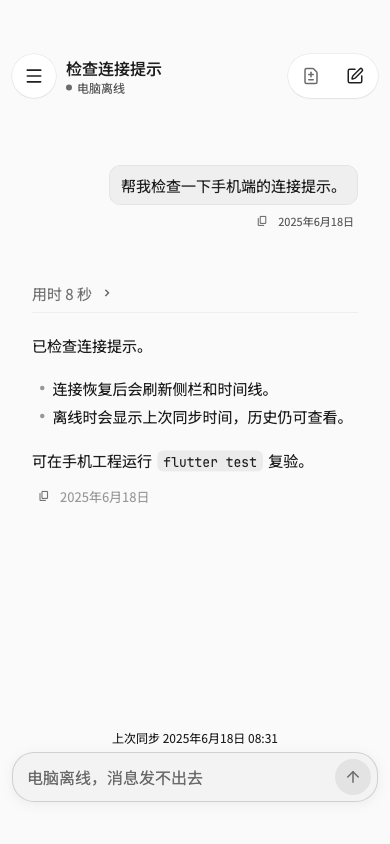 检查连接提示
电脑离线
帮我检查一下手机端的连接提示。
2025年6月18日
用时 8 秒
已检查连接提示。
连接恢复后会刷新侧栏和时间线。
离线时会显示上次同步时间，历史仍可查看。
可在手机工程运行 flutter test 复验。
2025年6月18日
上次同步 2025年6月18日 08:31
电脑离线，消息发不出去